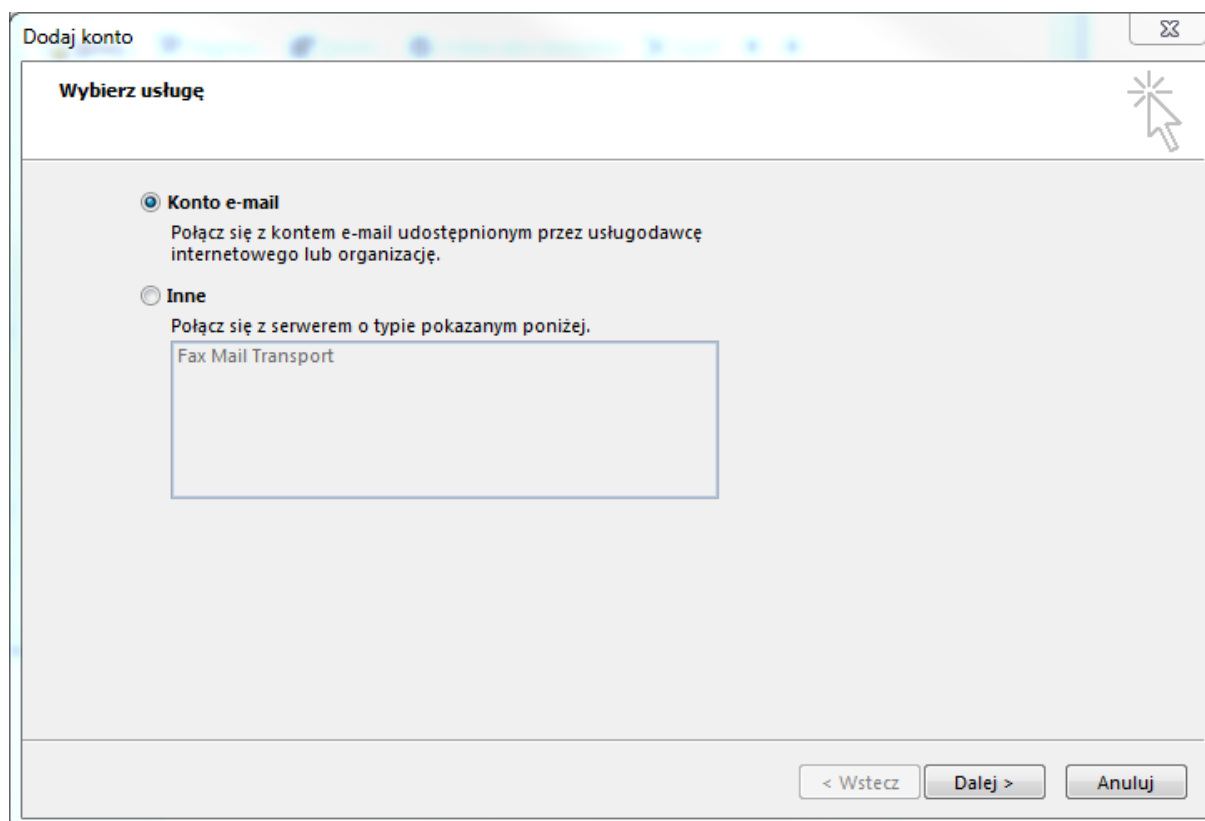 Dodaj konto
Wybierz usługę
Konto e-mail
Połącz się z kontem e-mail udostępnionym przez usługodawcę
internetowego lub organizację.
Inne
Połącz się z serwerem o typie pokazanym poniżej.
Fax Mail Transport
< Wstecz
Dalej >
Anuluj